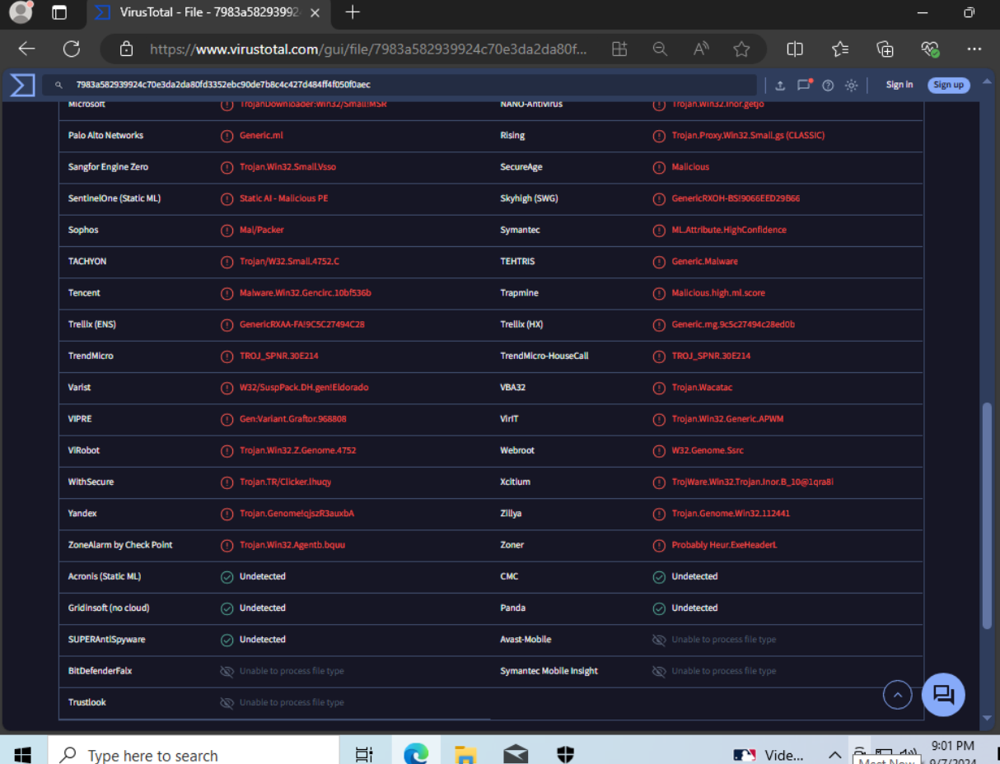 VirusTotal - File - 7983a582939924
https://www.virustotal.com/gui/file/7983a582939924c70e3da2da80f...
7983a582939924c70e3da2da80fd3352ebc90de7b8c4c427d484ff4f050f0aec
Sign in
Sign up
Microsoft TrojanDownloader:Win32/Small!MSR NANO-Antivirus Trojan.Win32.Inor.getjo
Palo Alto Networks Generic.ml Rising Trojan.Proxy.Win32.Small.gs (CLASSIC)
Sangfor Engine Zero Trojan.Win32.Small.Vsso SecureAge Malicious
SentinelOne (Static ML) Static AI - Malicious PE Skyhigh (SWG) GenericRXOH-BS!9066EED29B66
Sophos Mal/Packer Symantec ML.Attribute.HighConfidence
TACHYON Trojan/W32.Small.4752.C TEHTRIS Generic.Malware
Tencent Malware.Win32.Gencirc.10bf536b Trapmine Malicious.high.ml.score
Trellix (ENS) GenericRXAA-FA!9C5C27494C28 Trellix (HX) Generic.mg.9c5c27494c28ed0b
TrendMicro TROJ_SPNR.30E214 TrendMicro-HouseCall TROJ_SPNR.30E214
Varist W32/SuspPack.DH.gen!Eldorado VBA32 Trojan.Wacatac
VIPRE Gen:Variant.Graftor.968808 VirIT Trojan.Win32.Generic.APWM
ViRobot Trojan.Win32.Z.Genome.4752 Webroot W32.Genome.Ssrc
WithSecure Trojan.TR/Clicker.lhuqy Xcitium TrojWare.Win32.Trojan.Inor.B_10@1qra8i
Yandex Trojan.Genome!qjszR3auxbA Zillya Trojan.Genome.Win32.112441
ZoneAlarm by Check Point Trojan.Win32.Agentb.bquu Zoner Probably Heur.ExeHeaderL
Acronis (Static ML) Undetected CMC Undetected
Gridinsoft (no cloud) Undetected Panda Undetected
SUPERAntiSpyware Undetected Avast-Mobile Unable to process file type
BitDefenderFalx Unable to process file type Symantec Mobile Insight Unable to process file type
Trustlook Unable to process file type
Type here to search
Vide...
9:01 PM
Meet Now
9/7/2024